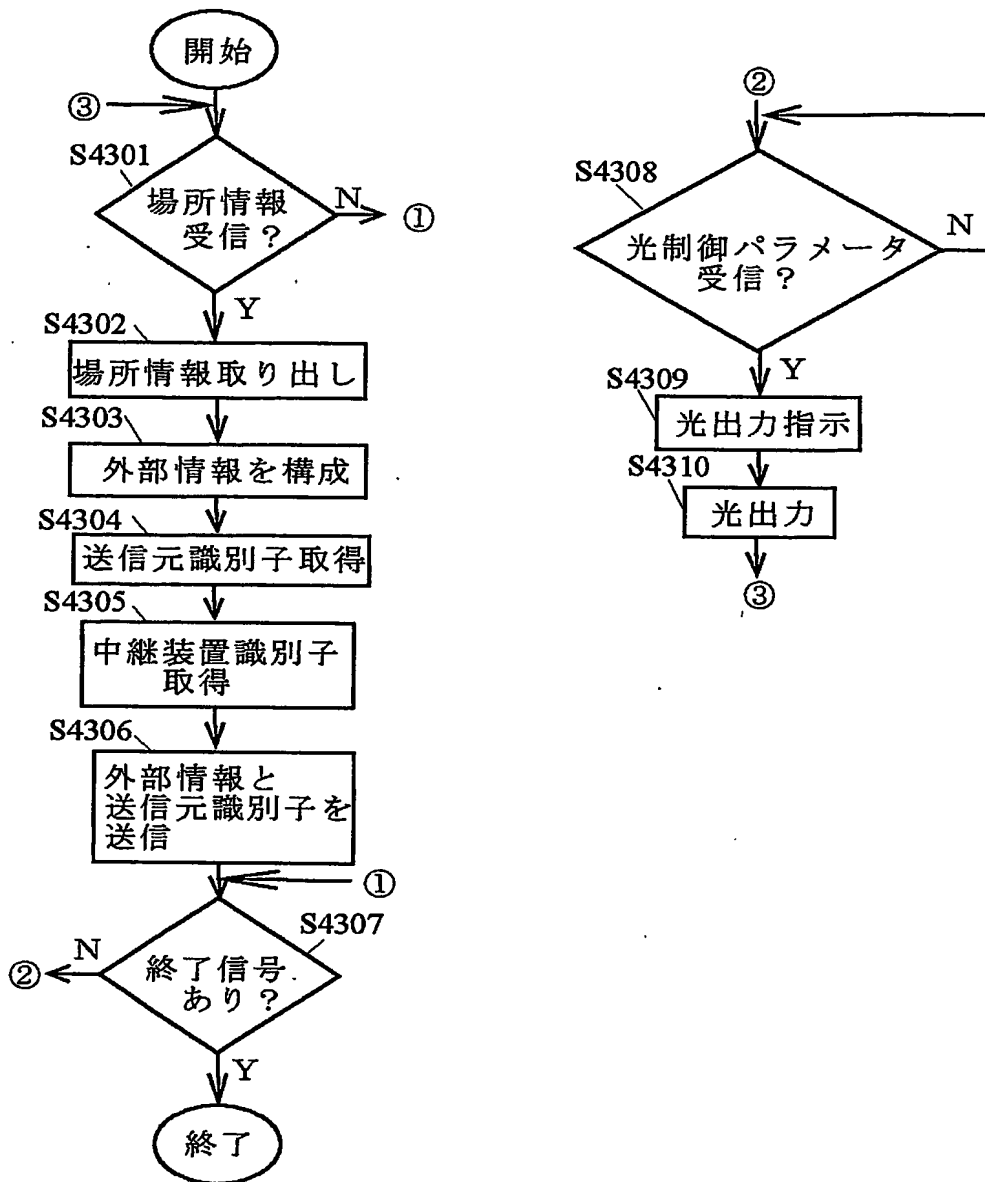 開始
③
S4301
場所情報
受信？
N
①
Y
S4302
場所情報取り出し
S4303
外部情報を構成
S4304
送信元識別子取得
S4305
中継装置識別子
取得
S4306
外部情報と
送信元識別子を
送信
①
S4307
N
②
終了信号
あり？
Y
終了
②
S4308
光制御パラメータ
受信？
N
Y
S4309
光出力指示
S4310
光出力
③